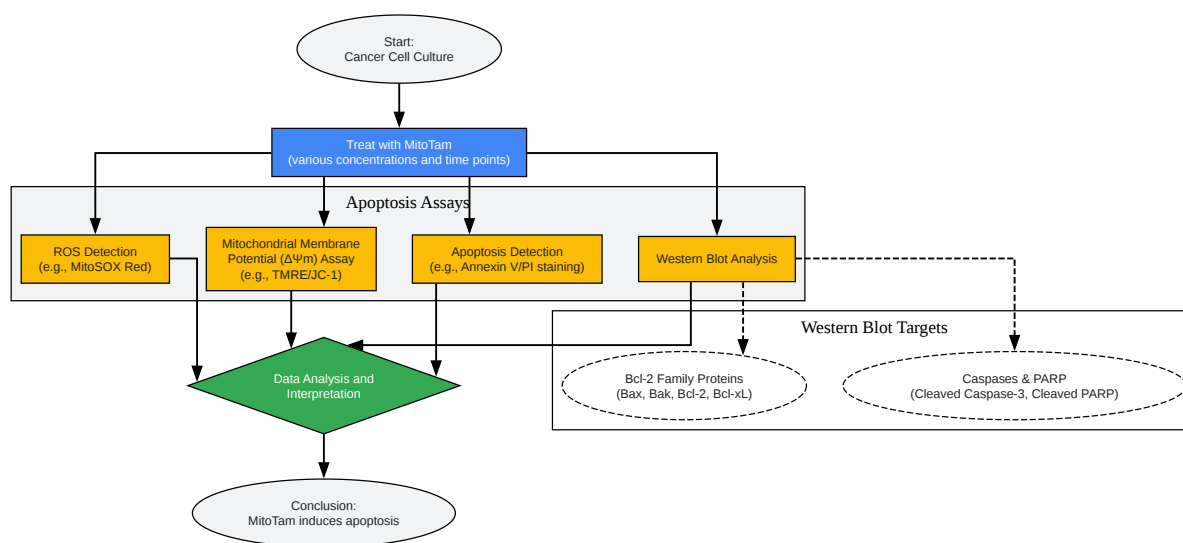 Start:
Cancer Cell Culture
Treat with MitoTam
(various concentrations and time points)
Apoptosis Assays
ROS Detection
(e.g., MitoSOX Red)
Mitochondrial Membrane
Potential (ΔΨm) Assay
(e.g., TMRE/JC-1)
Apoptosis Detection
(e.g., Annexin V/PI staining)
Western Blot Analysis
Western Blot Targets
Data Analysis and
Interpretation
Bcl-2 Family Proteins
(Bax, Bak, Bcl-2, Bcl-xL)
Caspases & PARP
(Cleaved Caspase-3, Cleaved PARP)
Conclusion:
MitoTam induces apoptosis